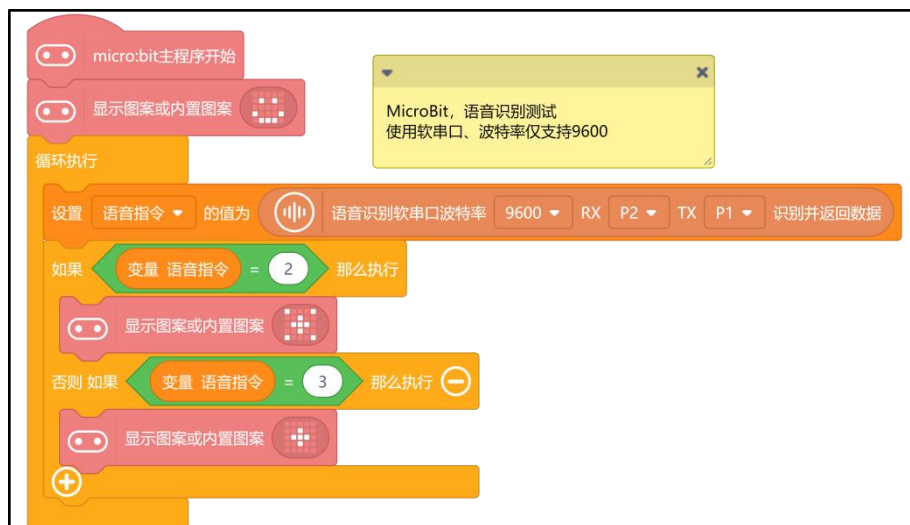 micro:bit主程序开始
显示图案或内置图案
MicroBit，语音识别测试
使用软串口、波特率仅支持9600
循环执行
设置 语音指令 的值为 语音识别软串口波特率 9600 RX P2 TX P1 识别并返回数据
如果 变量 语音指令 = 2 那么执行
显示图案或内置图案
否则 如果 变量 语音指令 = 3 那么执行
显示图案或内置图案